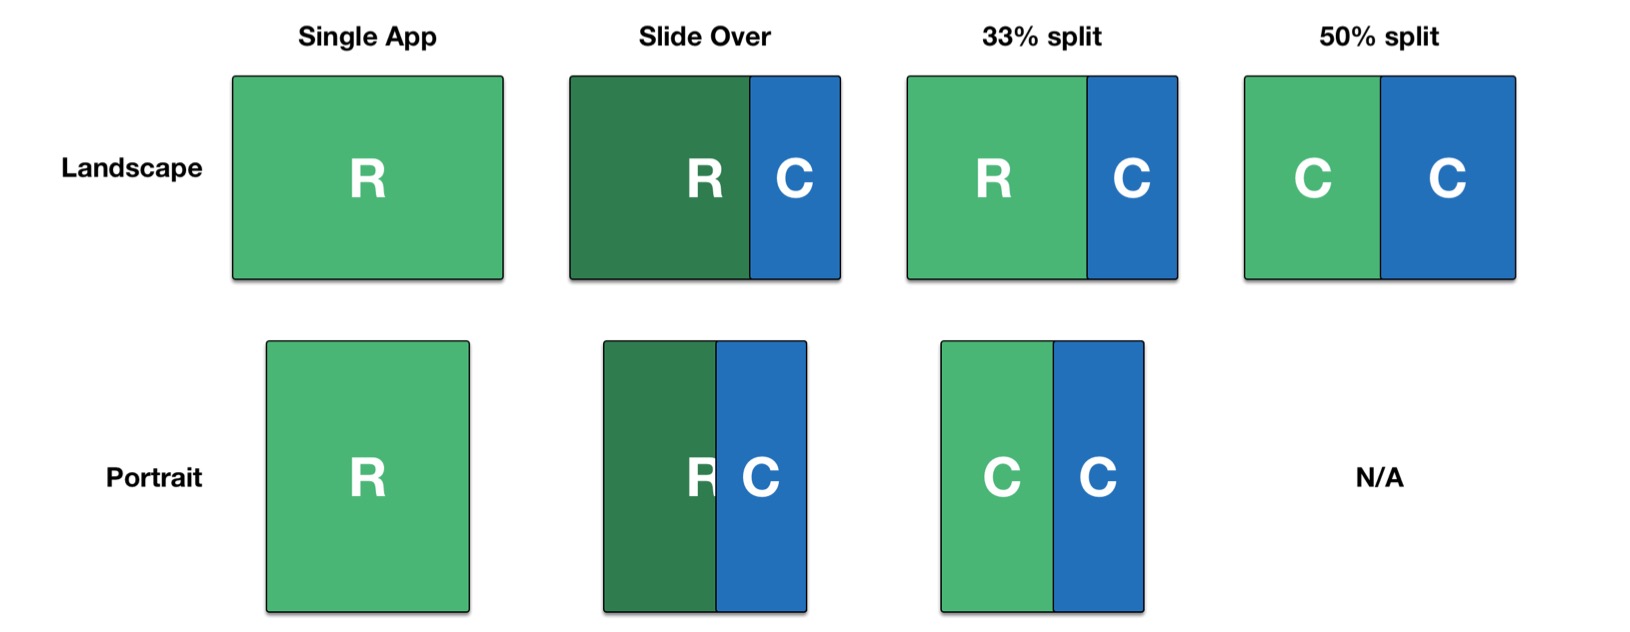 Single App Slide Over 33% split 50% split
Landscape R R C R C C C
Portrait R R C C C N/A